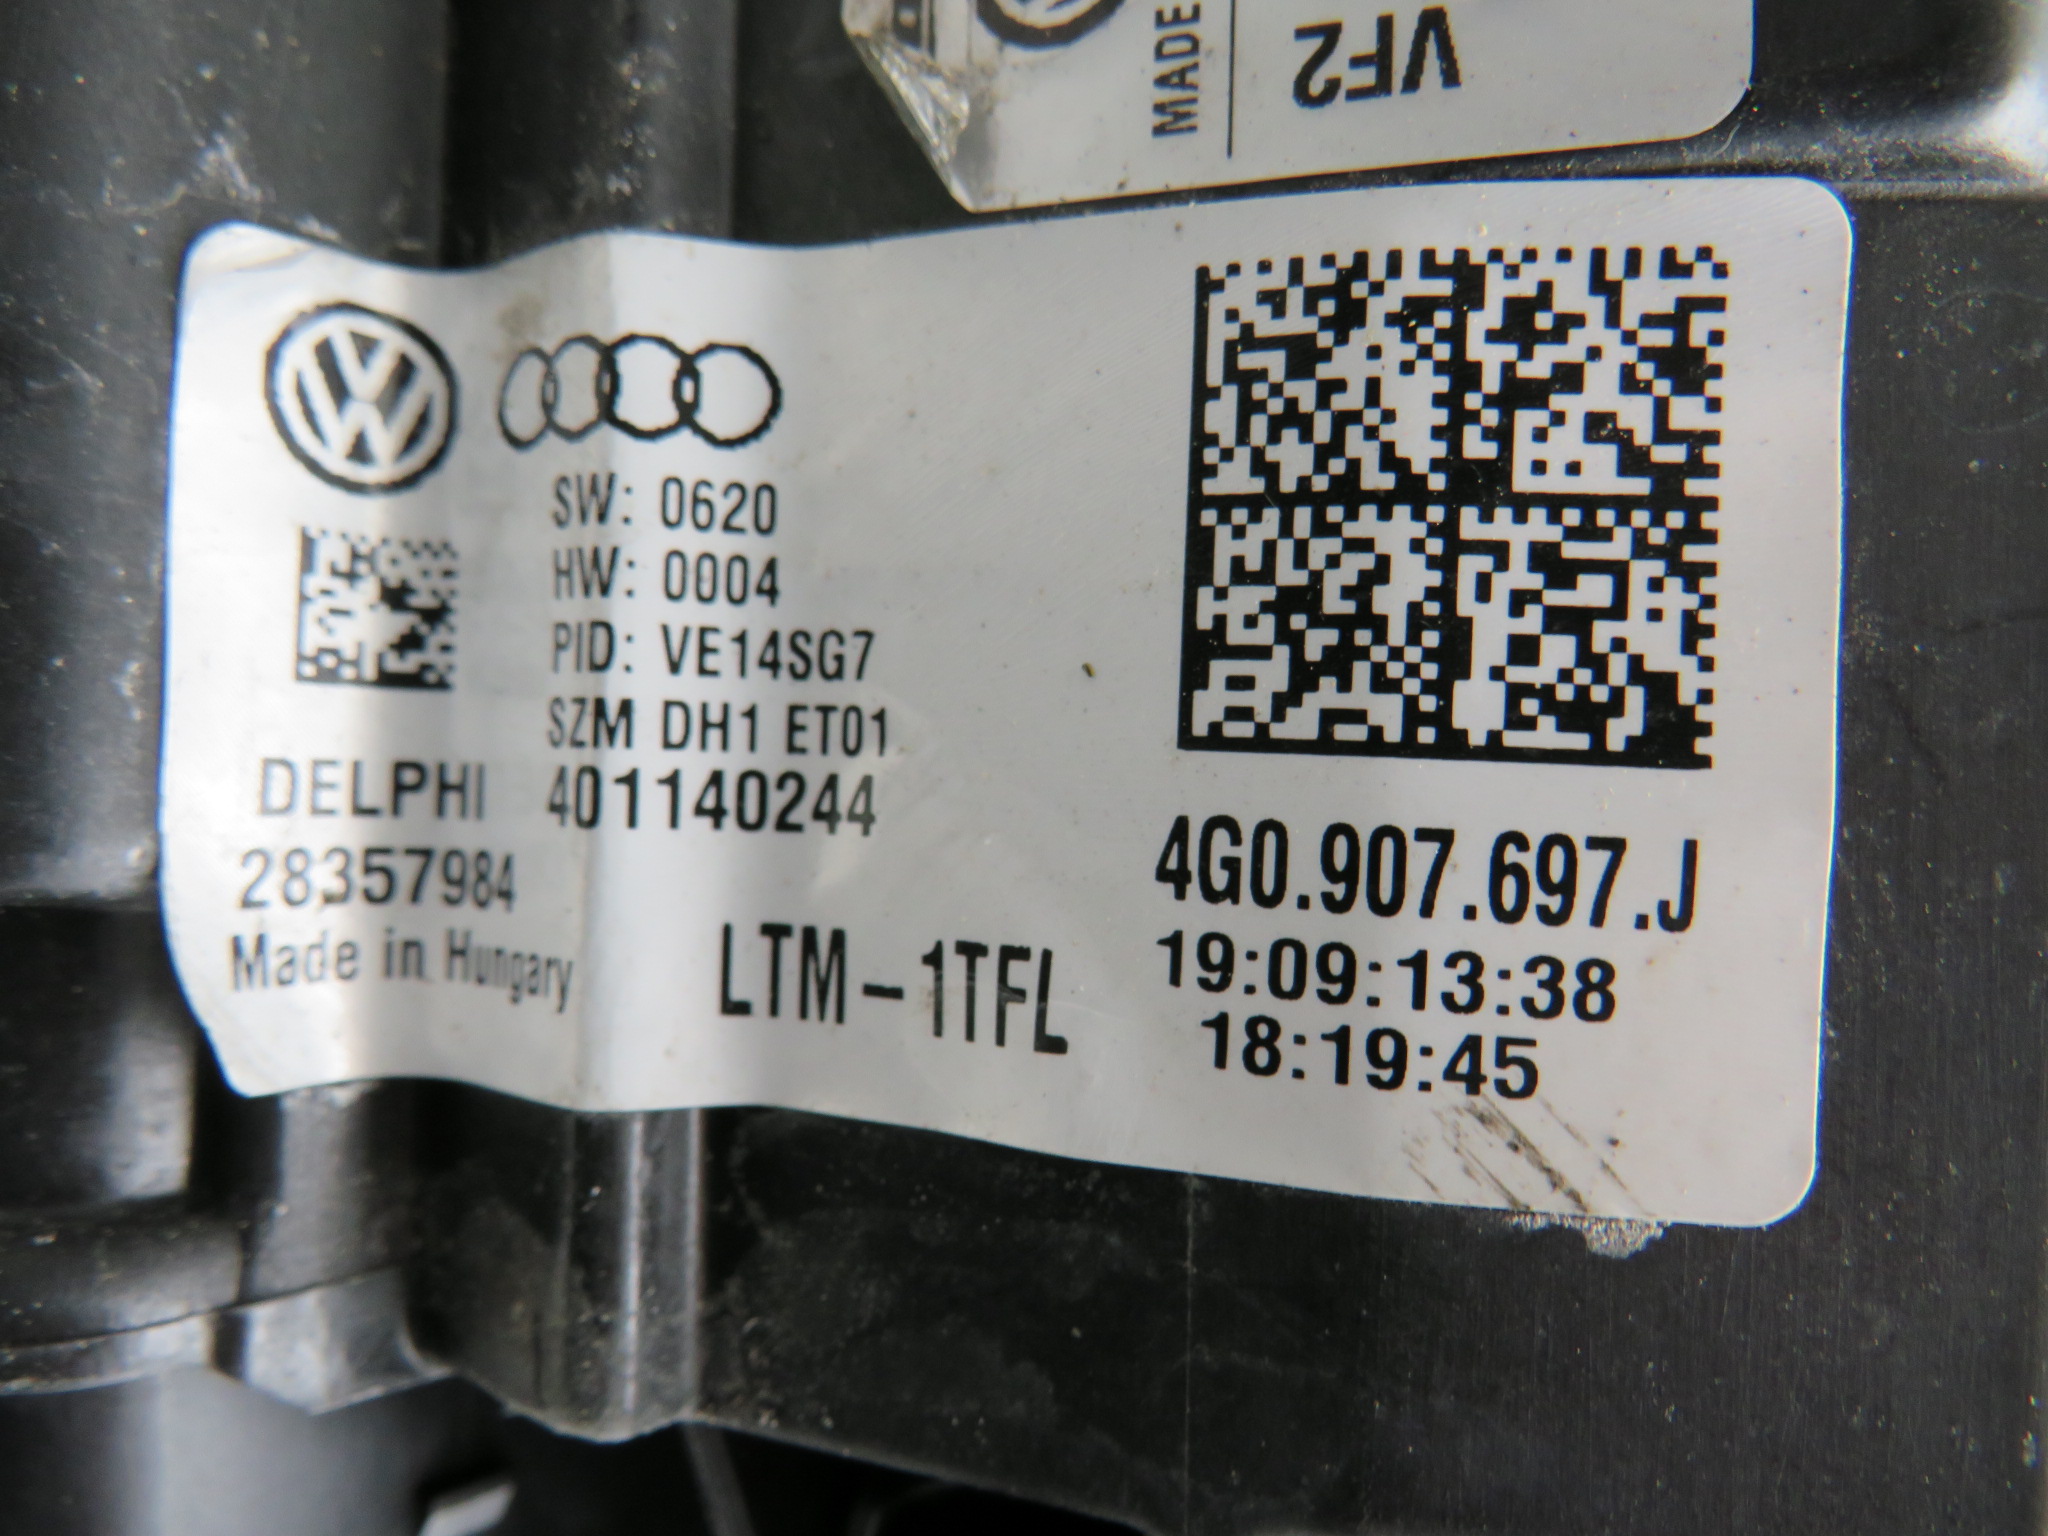 MADE
VF2
SW: 0620
HW: 0004
PID: VE14SG7
SZM DH1 ET01
DELPHI 401140244
28357984
Made in Hungary
LTM-1TFL
4G0.907.697.J
19:09:13:38
18:19:45